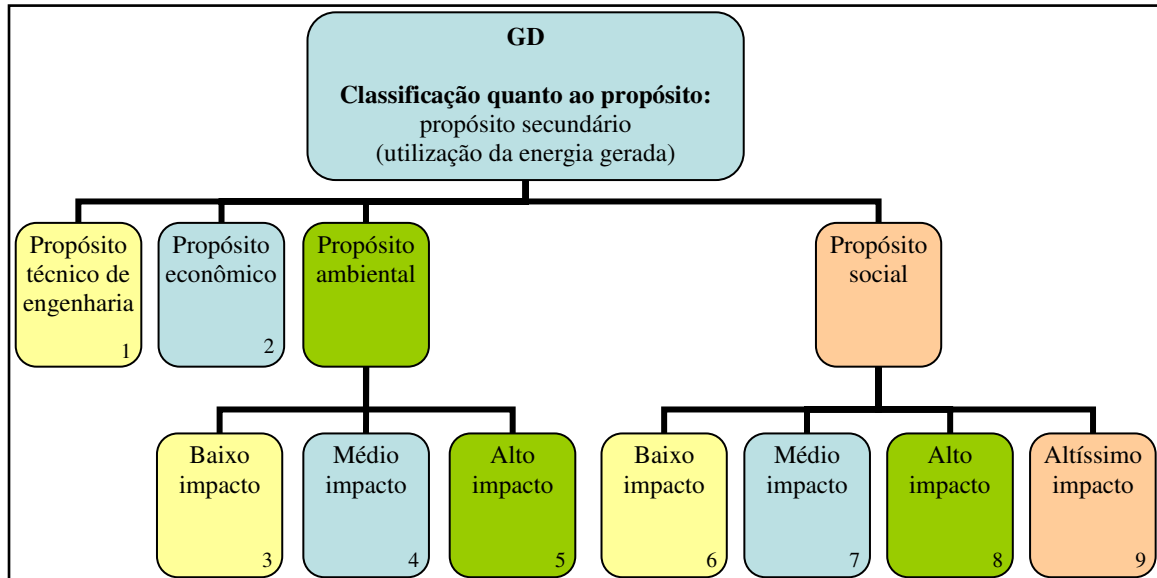 GD
Classificação quanto ao propósito:
propósito secundário
(utilização da energia gerada)
Propósito
técnico de
engenharia
1
Propósito
econômico
2
Propósito
ambiental
Propósito
social
Baixo
impacto
3
Médio
impacto
4
Alto
impacto
5
Baixo
impacto
6
Médio
impacto
7
Alto
impacto
8
Altíssimo
impacto
9